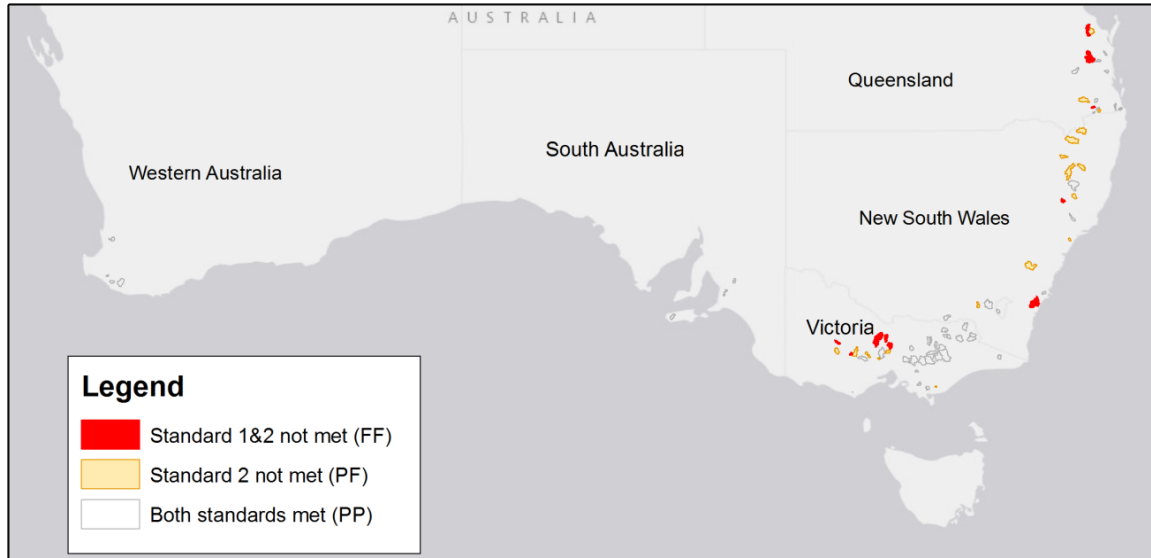 AUSTRALIA
Queensland
South Australia
Western Australia
New South Wales
Victoria
Legend
Standard 1&2 not met (FF)
Standard 2 not met (PF)
Both standards met (PP)